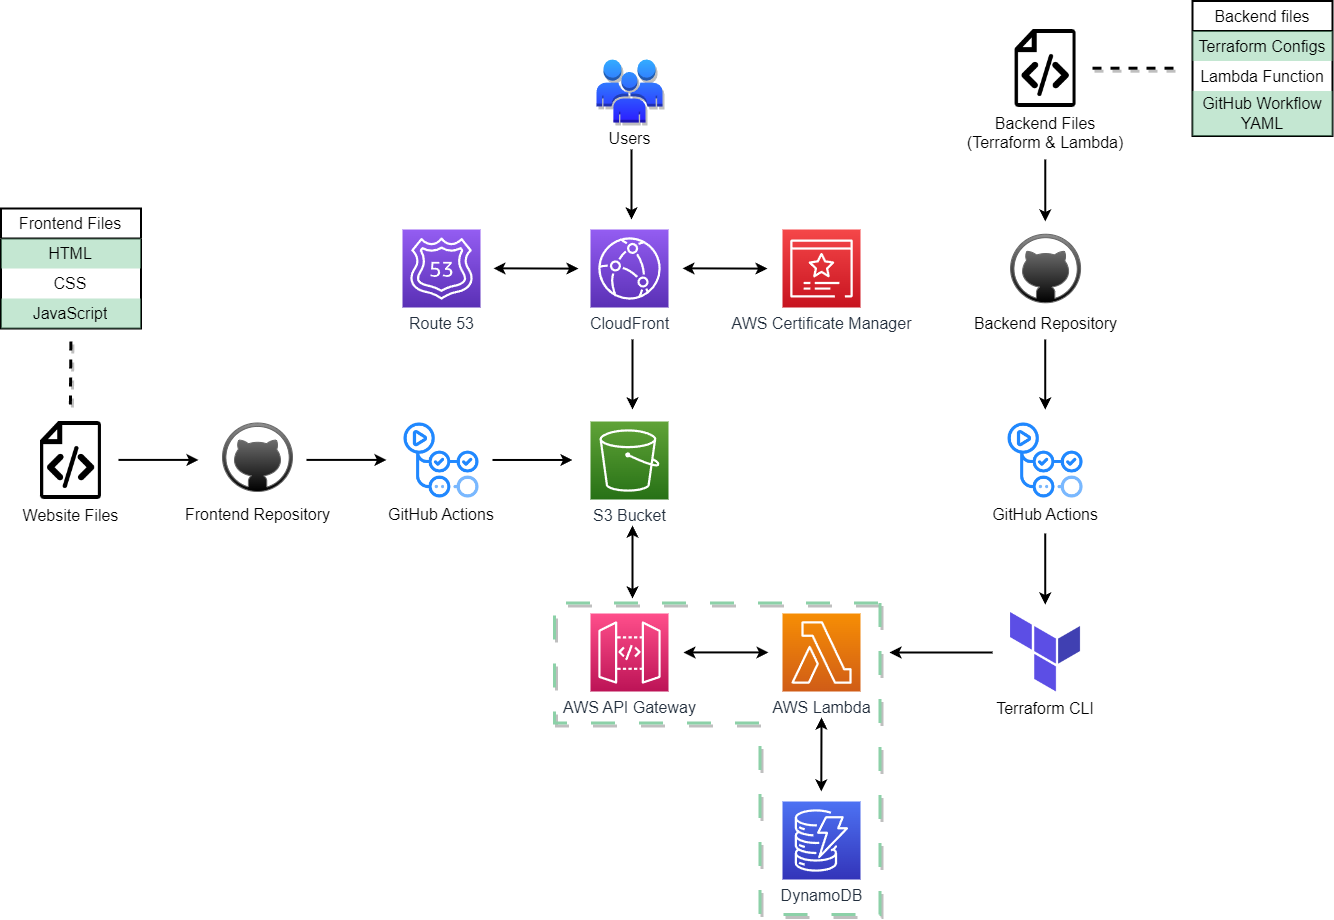 Backend files
Terraform Configs
Lambda Function
GitHub Workflow
YAML
Users
Backend Files
(Terraform & Lambda)
Frontend Files
HTML
CSS
JavaScript
53
Route 53
CloudFront
AWS Certificate Manager
Backend Repository
Website Files
Frontend Repository
GitHub Actions
S3 Bucket
GitHub Actions
AWS API Gateway
AWS Lambda
Terraform CLI
DynamoDB